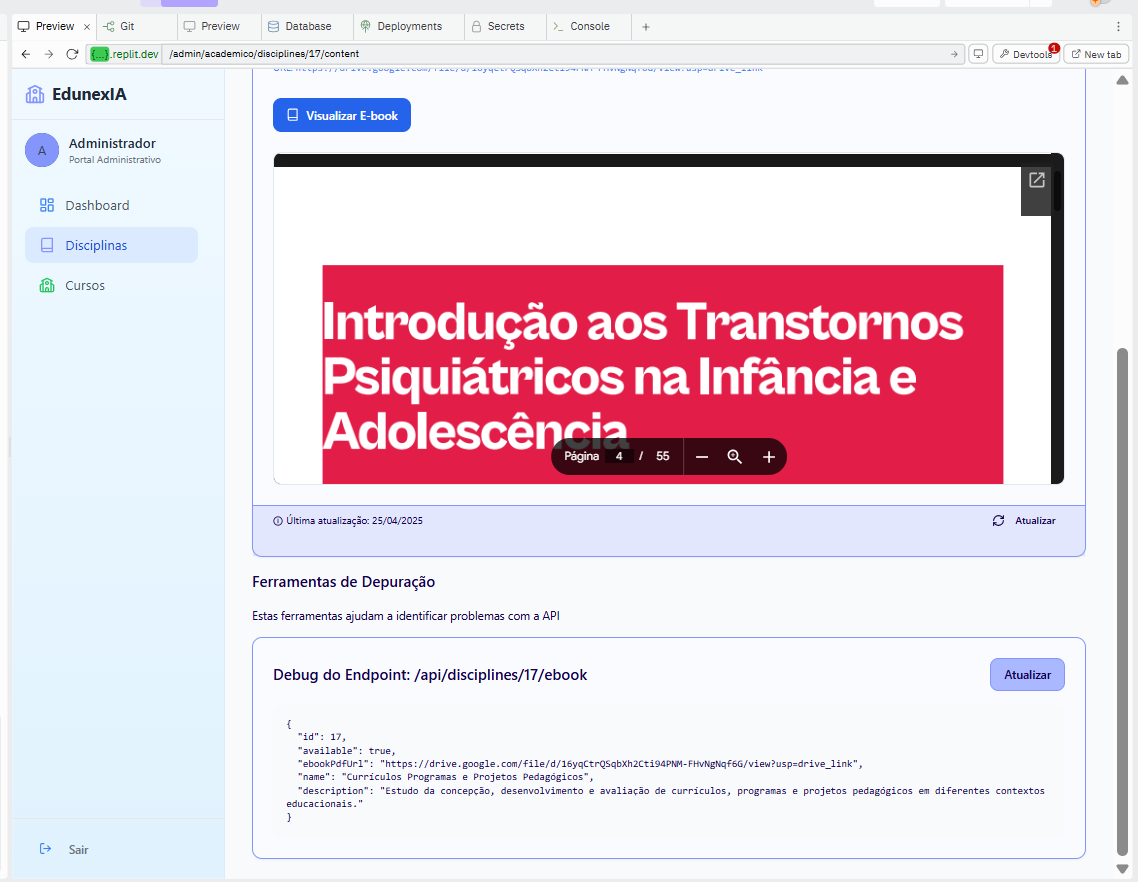 Preview
Git
Preview
Database
Deployments
Secrets
Console
.replit.dev
/admin/academico/disciplines/17/content
Devtools
1
New tab
EdunexIA
A
Administrador
Portal Administrativo
Dashboard
Disciplinas
Cursos
Sair
Visualizar E-book
Introdução aos Transtornos
Psiquiátricos na Infância e
Adolescência
Página 4 / 55
Última atualização: 25/04/2025
Atualizar
Ferramentas de Depuração
Estas ferramentas ajudam a identificar problemas com a API
Debug do Endpoint: /api/disciplines/17/ebook
Atualizar
{
"id": 17,
"available": true,
"ebookPdfUrl": "https://drive.google.com/file/d/16yqCtrQSqbXh2Cti94PNM-FHvNgNqf6G/view?usp=drive_link",
"name": "Currículos Programas e Projetos Pedagógicos",
"description": "Estudo da concepção, desenvolvimento e avaliação de currículos, programas e projetos pedagógicos em diferentes contextos
educacionais."
}